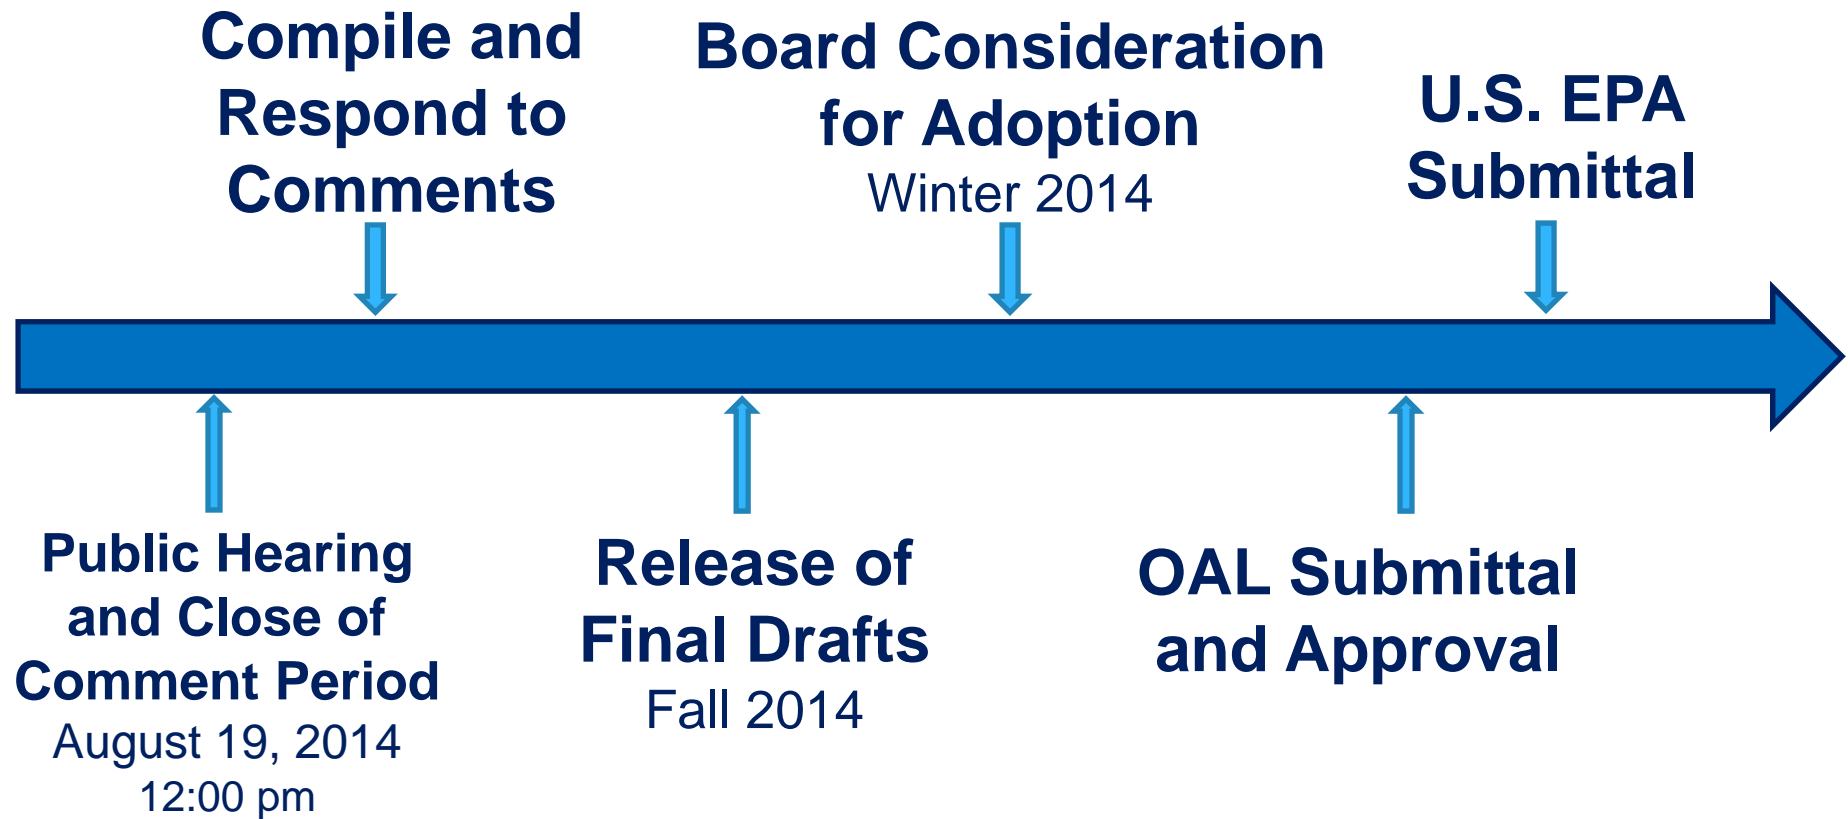 Compile and
Respond to
Comments
Board Consideration
for Adoption
Winter 2014
U.S. EPA
Submittal
Public Hearing
and Close of
Comment Period
August 19, 2014
12:00 pm
Release of
Final Drafts
Fall 2014
OAL Submittal
and Approval